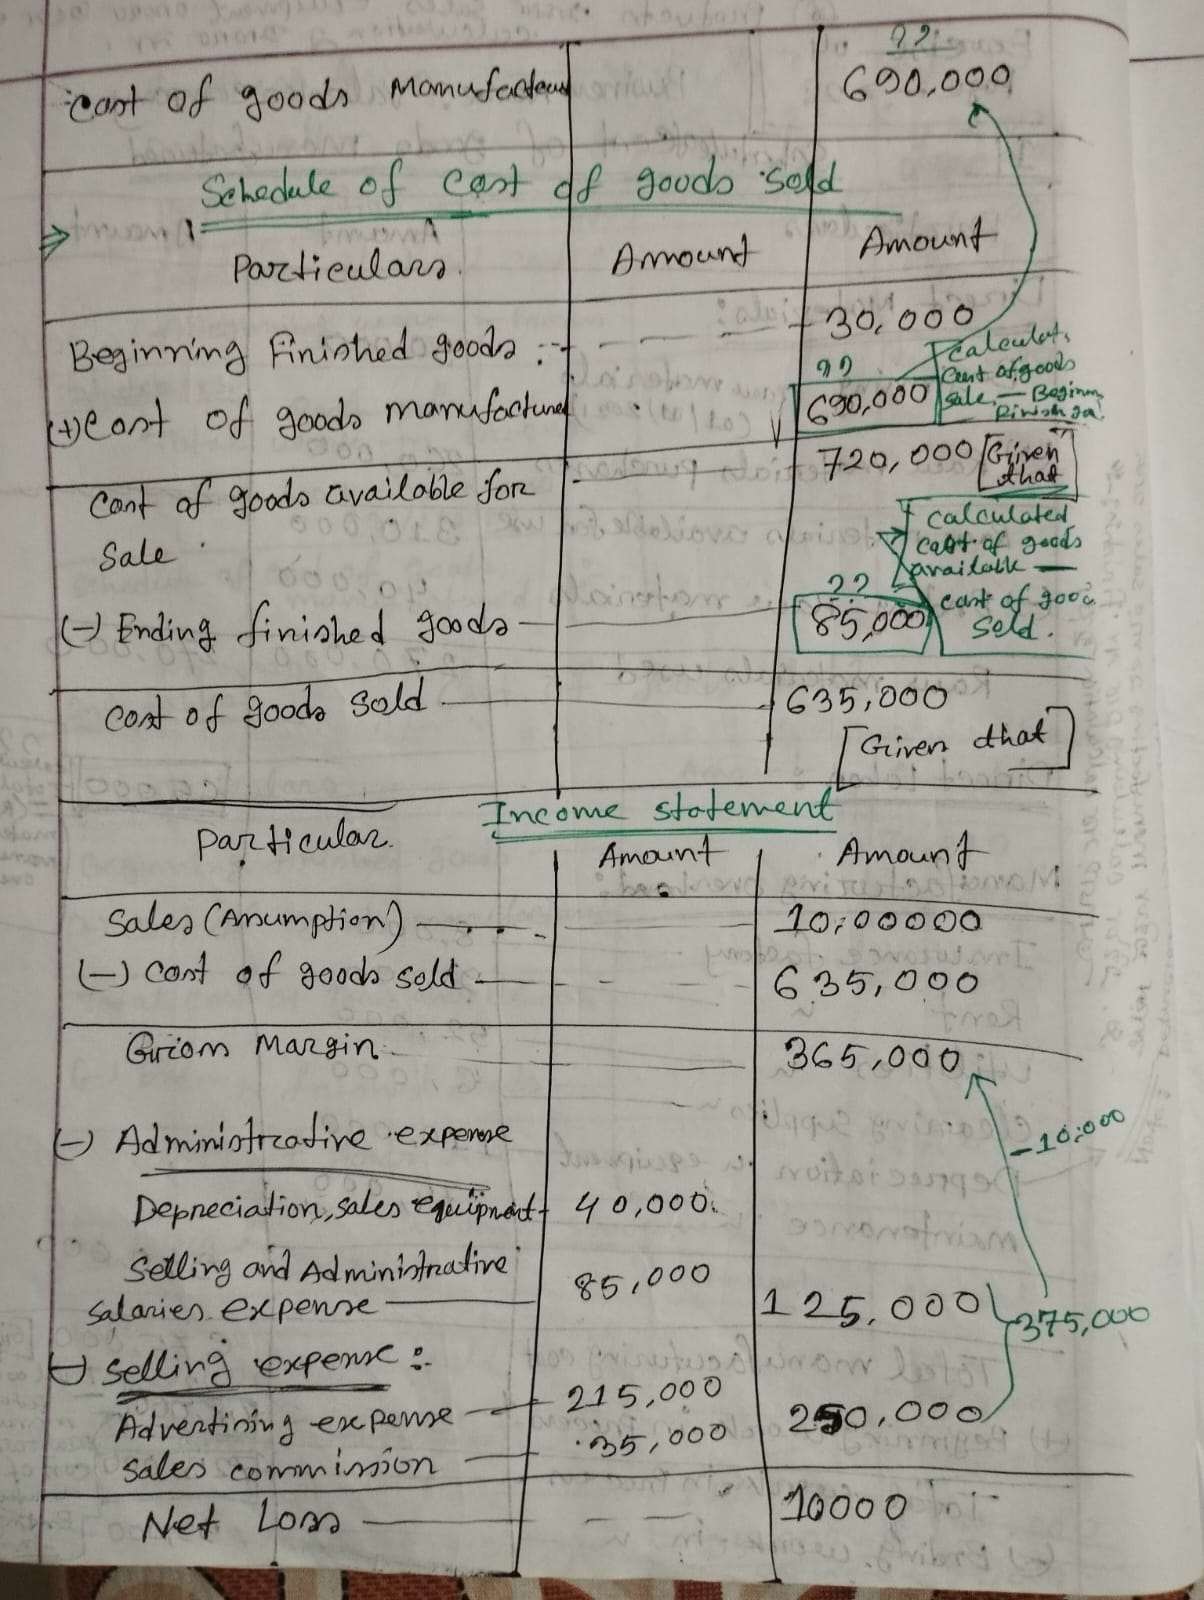 ??
Cost of goods Manufactured 690,000
Schedule of Cost of goods sold
Particulars. Amount Amount
Beginning Finished goods :- 30,000
Calculat.
?? Cost of goods
(+) Cost of goods manufactured 690,000 sale, — Beginn
Finish go.
720,000 [Given that
Cost of goods available for
Sale
calculated
cost of goods
available —
?? cost of good
(-) Ending finished goods 85,000 sold.
Cost of goods sold 635,000
[Given that]
Income statement
Particular. Amount Amount
Sales (Assumption) 10,00000
(-) Cost of goods sold 635,000
Gross Margin 365,000
(-) Administrative expense -10,000
Depreciation, sales equipment 40,000
Selling and Administrative
salaries expense 85,000 125,000 375,000
(-) Selling expense :-
Advertising expense 215,000 250,000
Sales commission 35,000
Net Loss 10000